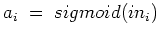 a_i = sigmoid(in_i)